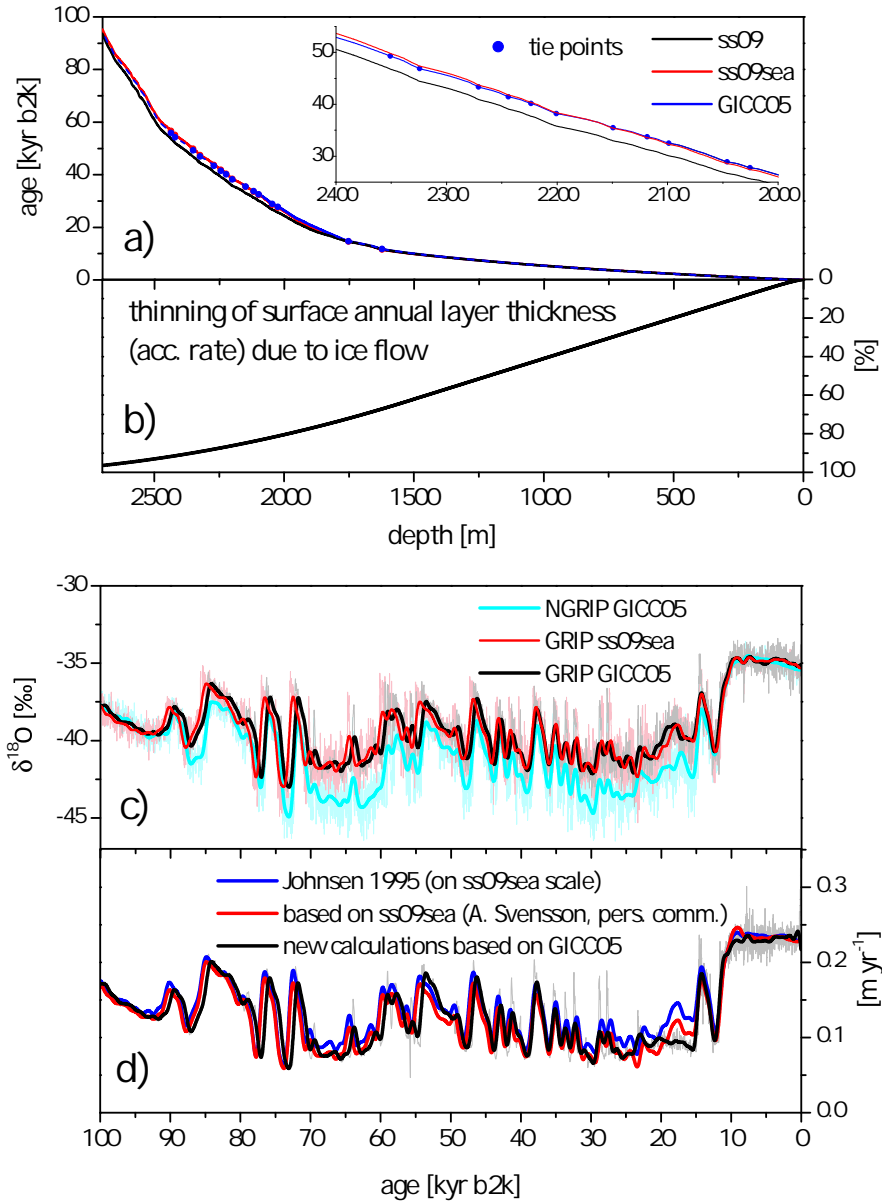 100
80
60
40
20
0
age [kyr b2k]
a)
50
40
30
2400
2300
2200
2100
2000
tie points
ss09
ss09sea
GICC05
thinning of surface annual layer thickness
(acc. rate) due to ice flow
b)
0
20
40
60
80
100
[%]
2500
2000
1500
1000
500
0
depth [m]
-30
-35
-40
-45
δ¹⁸O [‰]
NGRIP GICC05
GRIP ss09sea
GRIP GICC05
c)
Johnsen 1995 (on ss09sea scale)
based on ss09sea (A. Svensson, pers. comm.)
new calculations based on GICC05
d)
0.3
0.2
0.1
0.0
[m yr⁻¹]
100
90
80
70
60
50
40
30
20
10
0
age [kyr b2k]